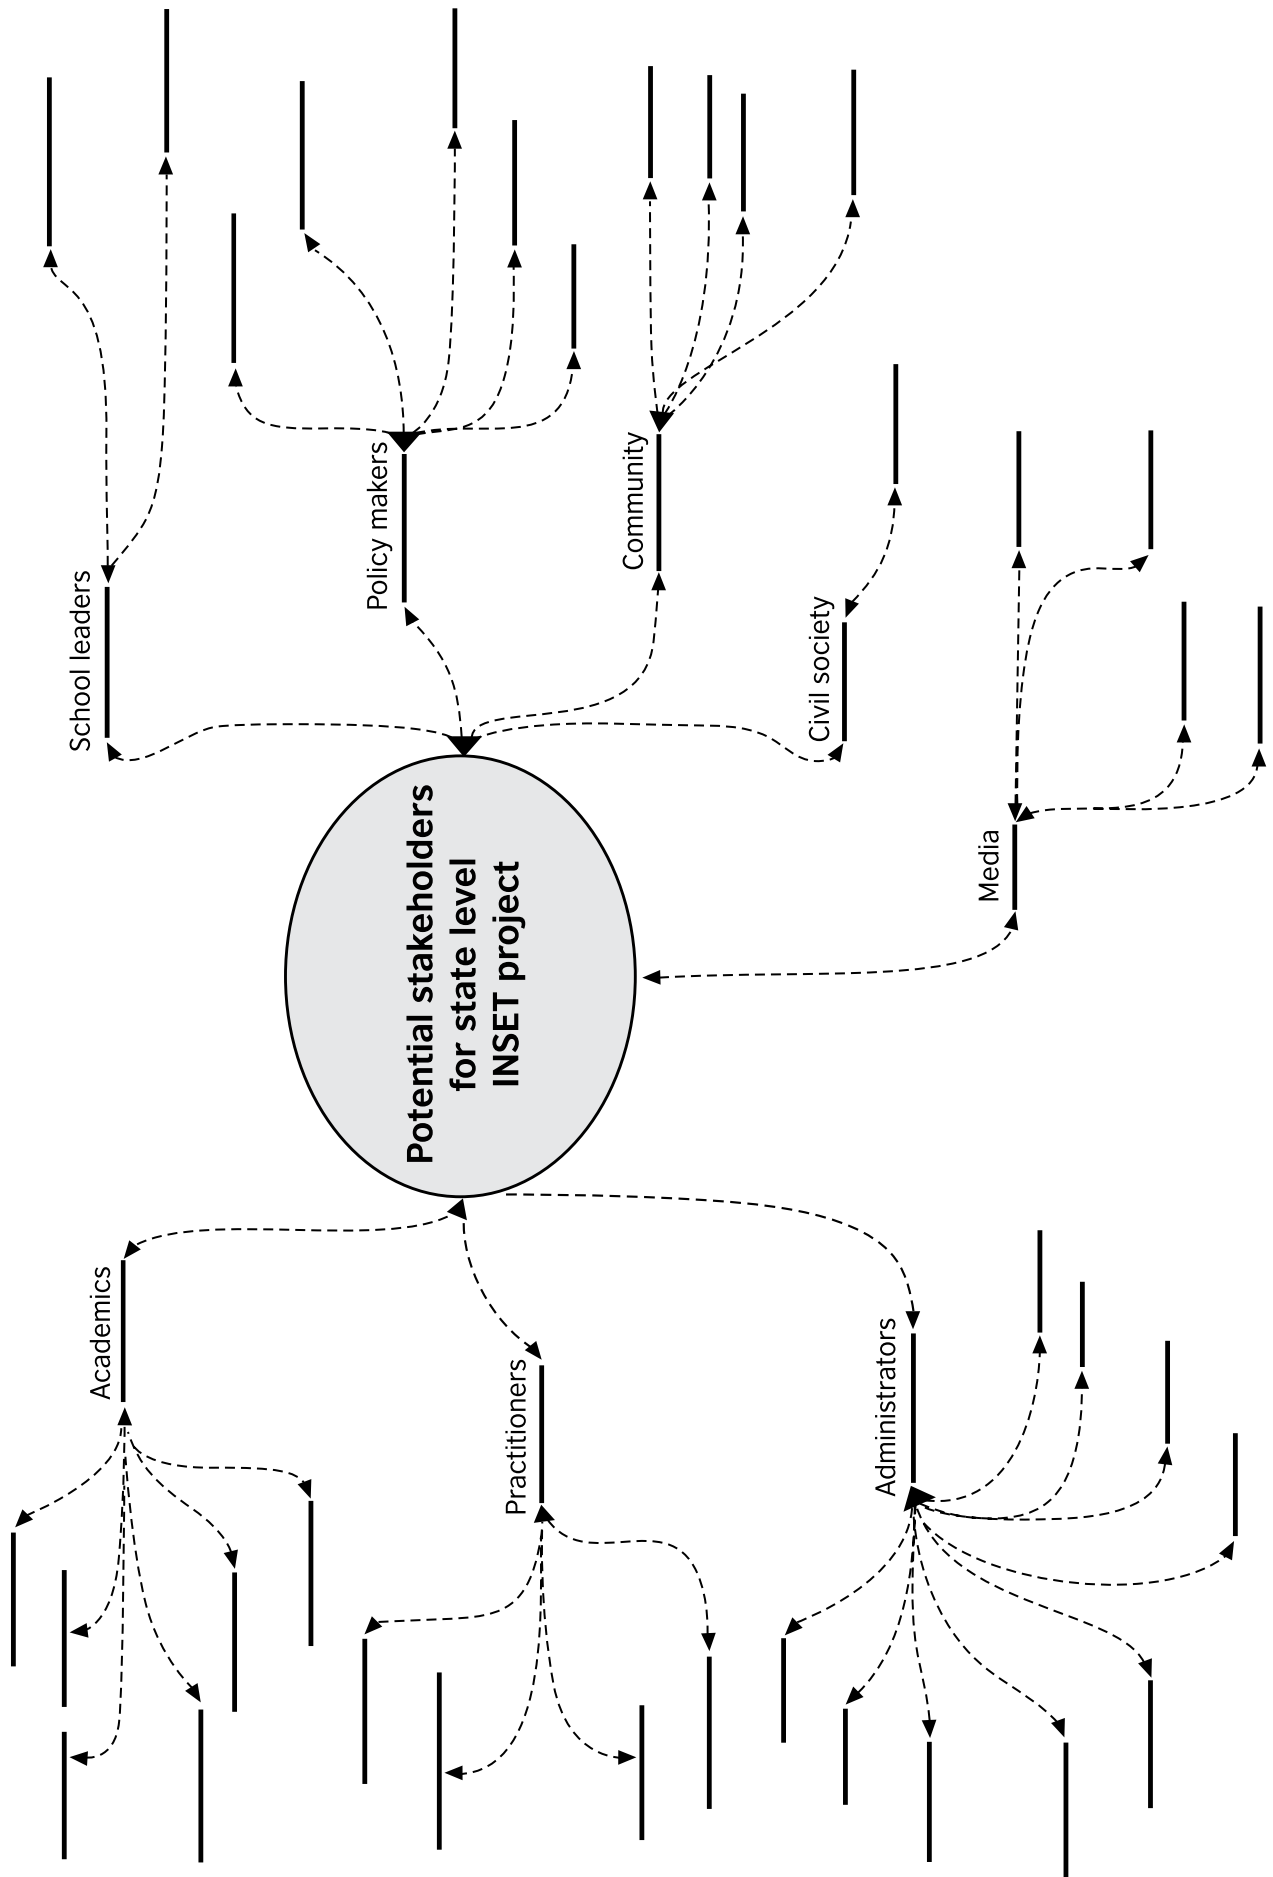 Potential stakeholders
for state level
INSET project
School leaders
Policy makers
Community
Civil society
Media
Academics
Practitioners
Administrators